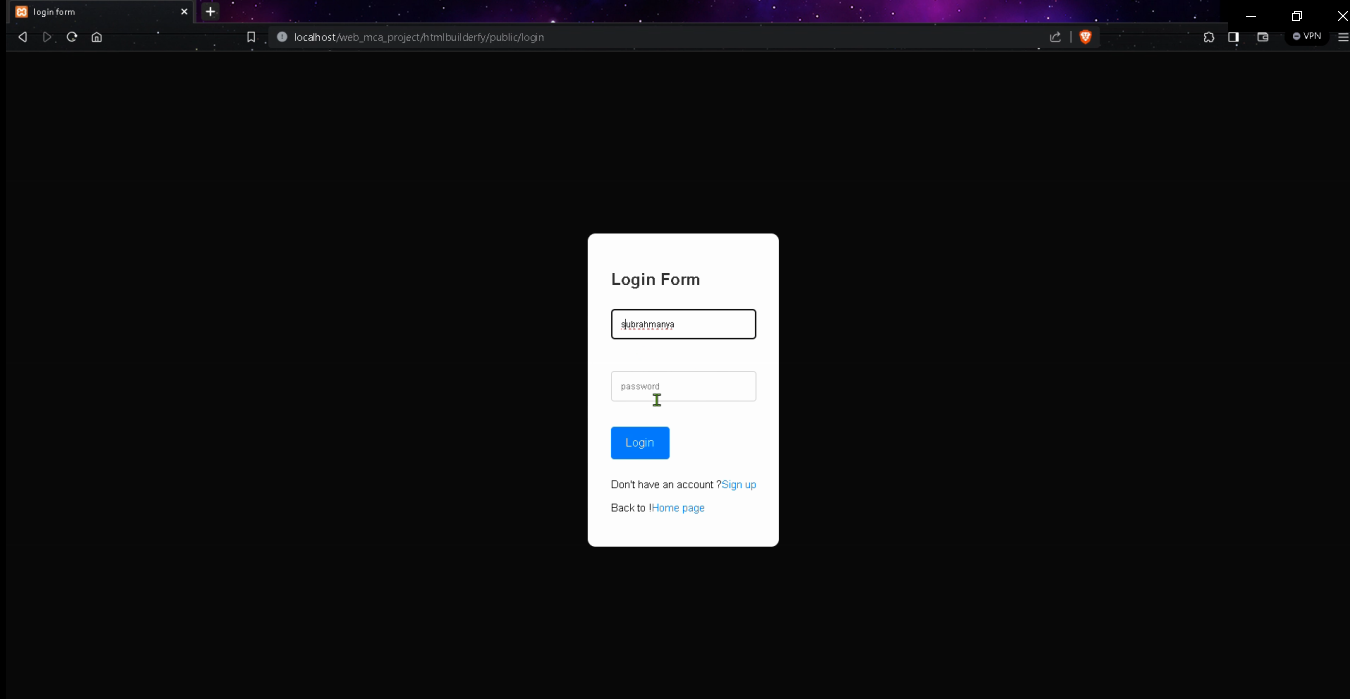 login form
localhost/web_mca_project/htmlbuilderfy/public/login
VPN
Login Form
subrahmanya
password
Login
Don't have an account ?Sign up
Back to !Home page